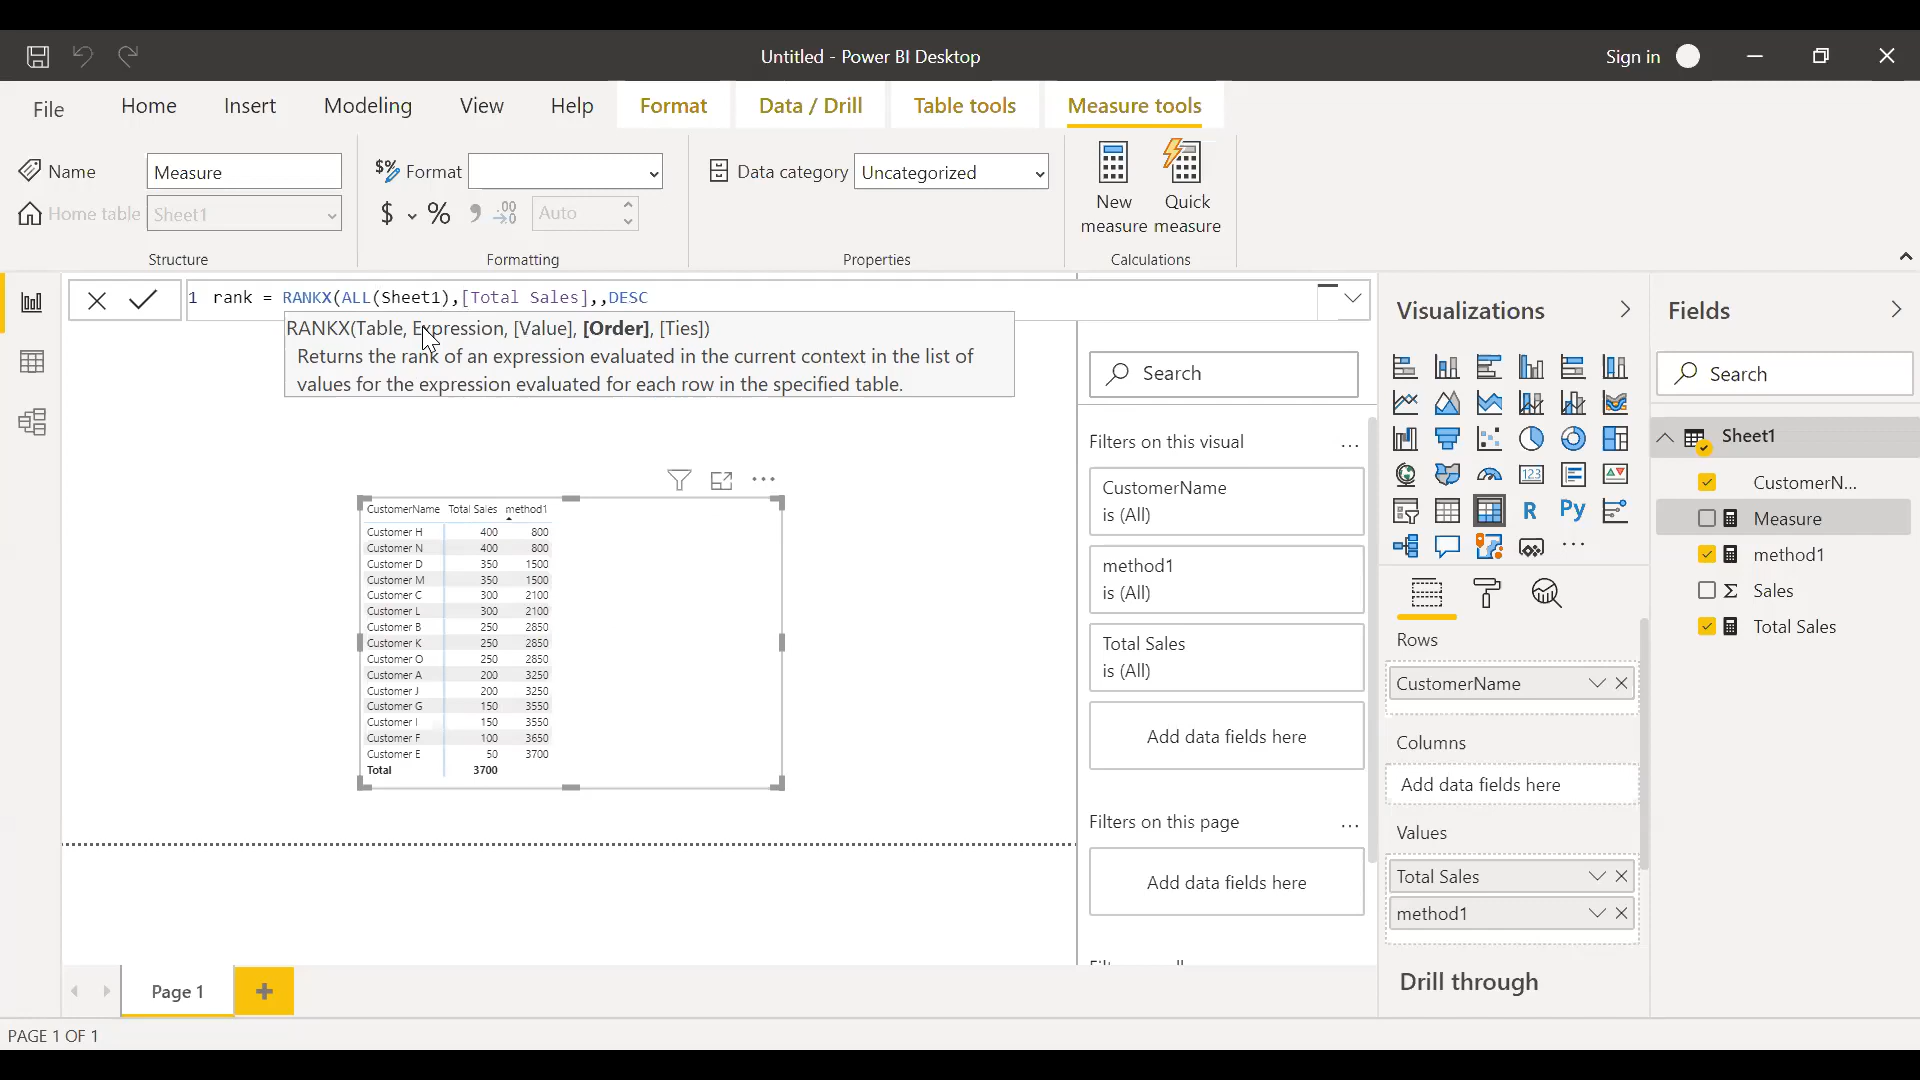 Untitled - Power BI Desktop
Sign in
File Home Insert Modeling View Help Format Data / Drill Table tools Measure tools
Name Measure
Home table Sheet1
Structure
$% Format
$ % 9 .00 →0 Auto
Formatting
Data category Uncategorized
Properties
New measure
Quick measure
Calculations
1 rank = RANKX(ALL(Sheet1),[Total Sales],,DESC
RANKX(Table, Expression, [Value], [Order], [Ties])
Returns the rank of an expression evaluated in the current context in the list of
values for the expression evaluated for each row in the specified table.
CustomerName Total Sales method1
Customer H 400 800
Customer N 400 800
Customer D 350 1500
Customer M 350 1500
Customer C 300 2100
Customer L 300 2100
Customer B 250 2850
Customer K 250 2850
Customer O 250 2850
Customer A 200 3250
Customer J 200 3250
Customer G 150 3550
Customer I 150 3550
Customer F 100 3650
Customer E 50 3700
Total 3700
Search
Filters on this visual ...
CustomerName
is (All)
method1
is (All)
Total Sales
is (All)
Add data fields here
Filters on this page ...
Add data fields here
Visualizations
123
R Py
...
Rows
CustomerName
Columns
Add data fields here
Values
Total Sales
method1
Drill through
Fields
Search
Sheet1
CustomerN...
Measure
method1
Σ Sales
Total Sales
Page 1
PAGE 1 OF 1